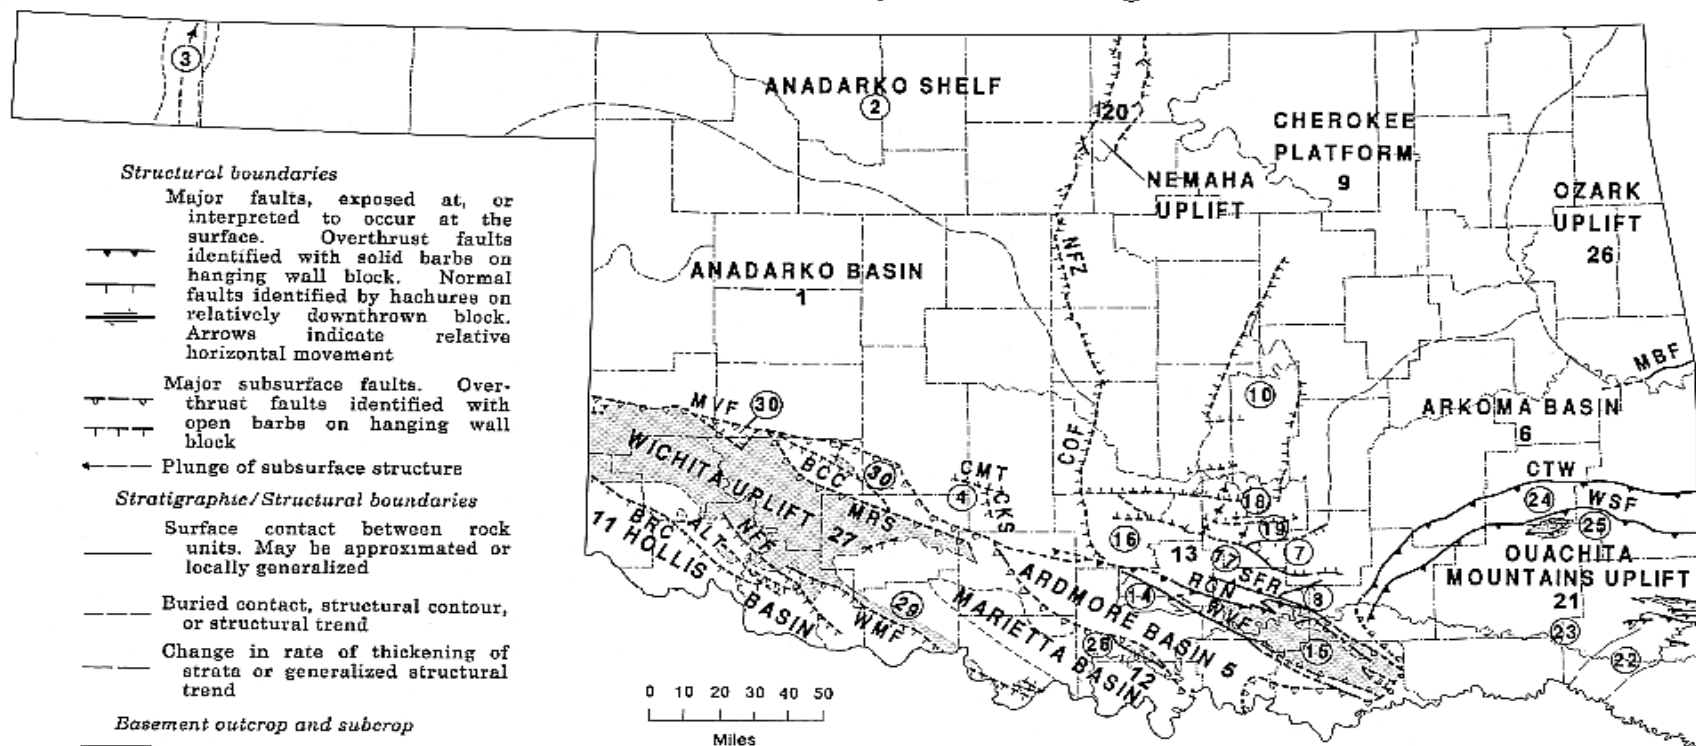 3
ANADARKO SHELF
2
20
CHEROKEE
PLATFORM
9
NEMAHA
UPLIFT
OZARK
UPLIFT
26
Structural boundaries
Major faults, exposed at, or
interpreted to occur at the
surface. Overthrust faults
identified with solid barbs on
hanging wall block. Normal
faults identified by hachures on
relatively downthrown block.
Arrows indicate relative
horizontal movement
Major subsurface faults. Over-
thrust faults identified with
open barbs on hanging wall
block
Plunge of subsurface structure
Stratigraphic/Structural boundaries
Surface contact between rock
units. May be approximated or
locally generalized
Buried contact, structural contour,
or structural trend
Change in rate of thickening of
strata or generalized structural
trend
Basement outcrop and subcrop
ANADARKO BASIN
1
NFZ
MBF
MVF
30
10
ARKOMA BASIN
6
COF
WICHITA UPLIFT
27
BCC
30
MRS
CMT
4
CKS
CTW
24
WSF
25
18
19
16
13
17
7
11 HOLLIS
BASIN
BRC
ALT
NFF
OUACHITA
MOUNTAINS UPLIFT
21
ARDMORE BASIN 5
RGN
SFR
8
14
WVF
15
29
WMF
MARIETTA BASIN
28
12
23
22
0 10 20 30 40 50
Miles